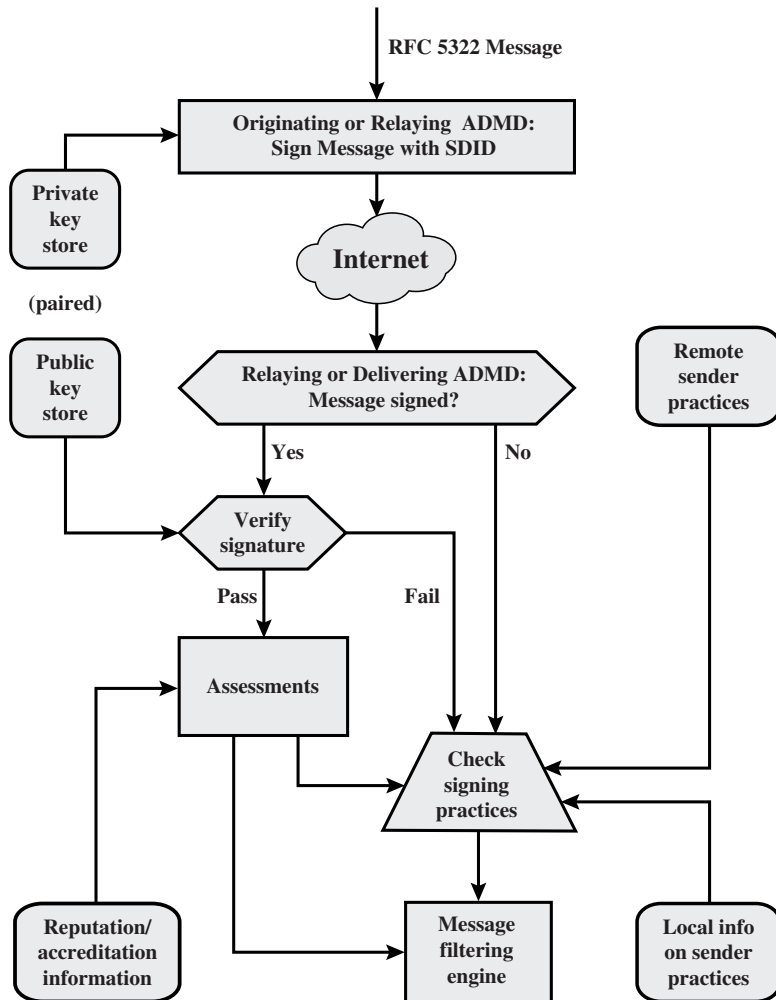 RFC 5322 Message
Originating or Relaying ADMD:
Sign Message with SDID
Private
key
store
Internet
(paired)
Public
key
store
Relaying or Delivering ADMD:
Message signed?
Remote
sender
practices
Yes
No
Verify
signature
Pass
Fail
Assessments
Check
signing
practices
Reputation/
accreditation
information
Message
filtering
engine
Local info
on sender
practices